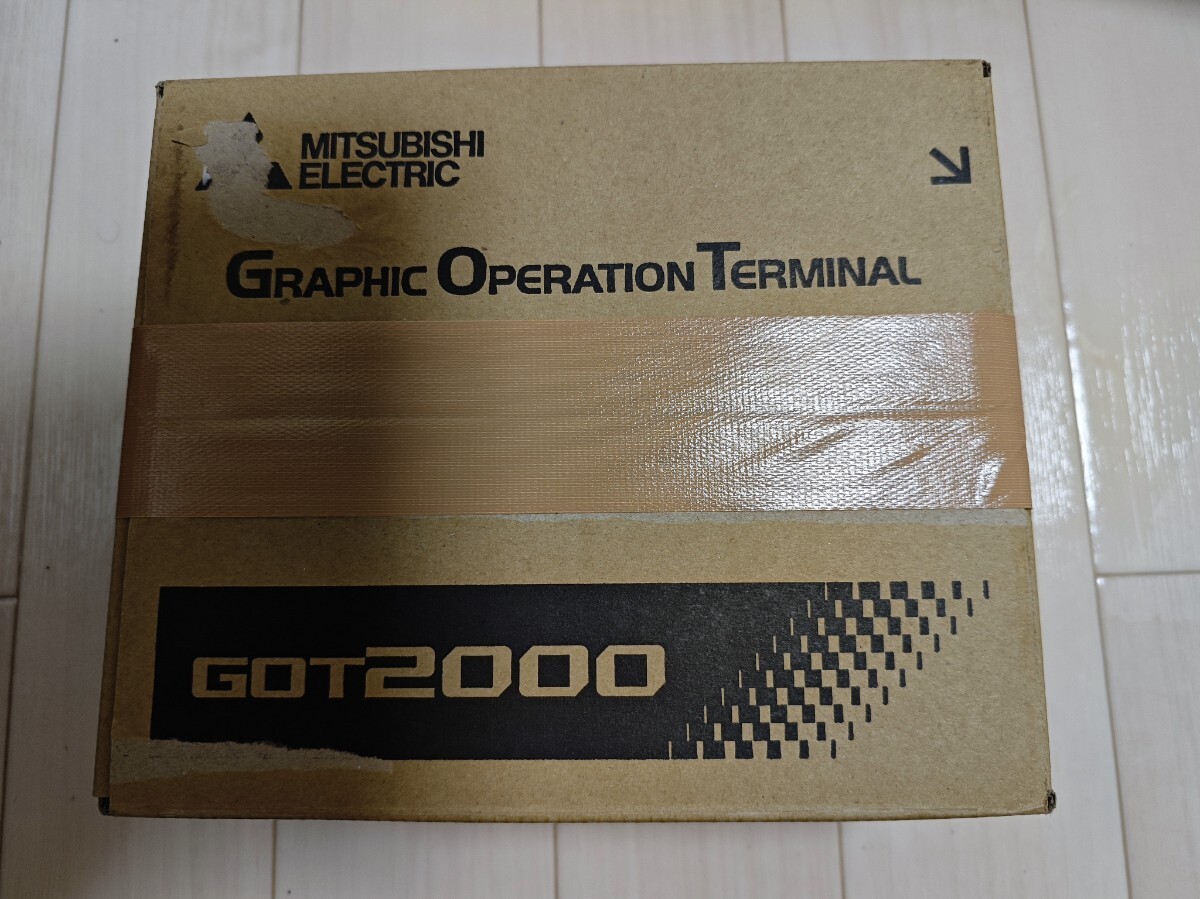 MITSUBISHI
ELECTRIC
GRAPHIC OPERATION TERMINAL
GOT2000